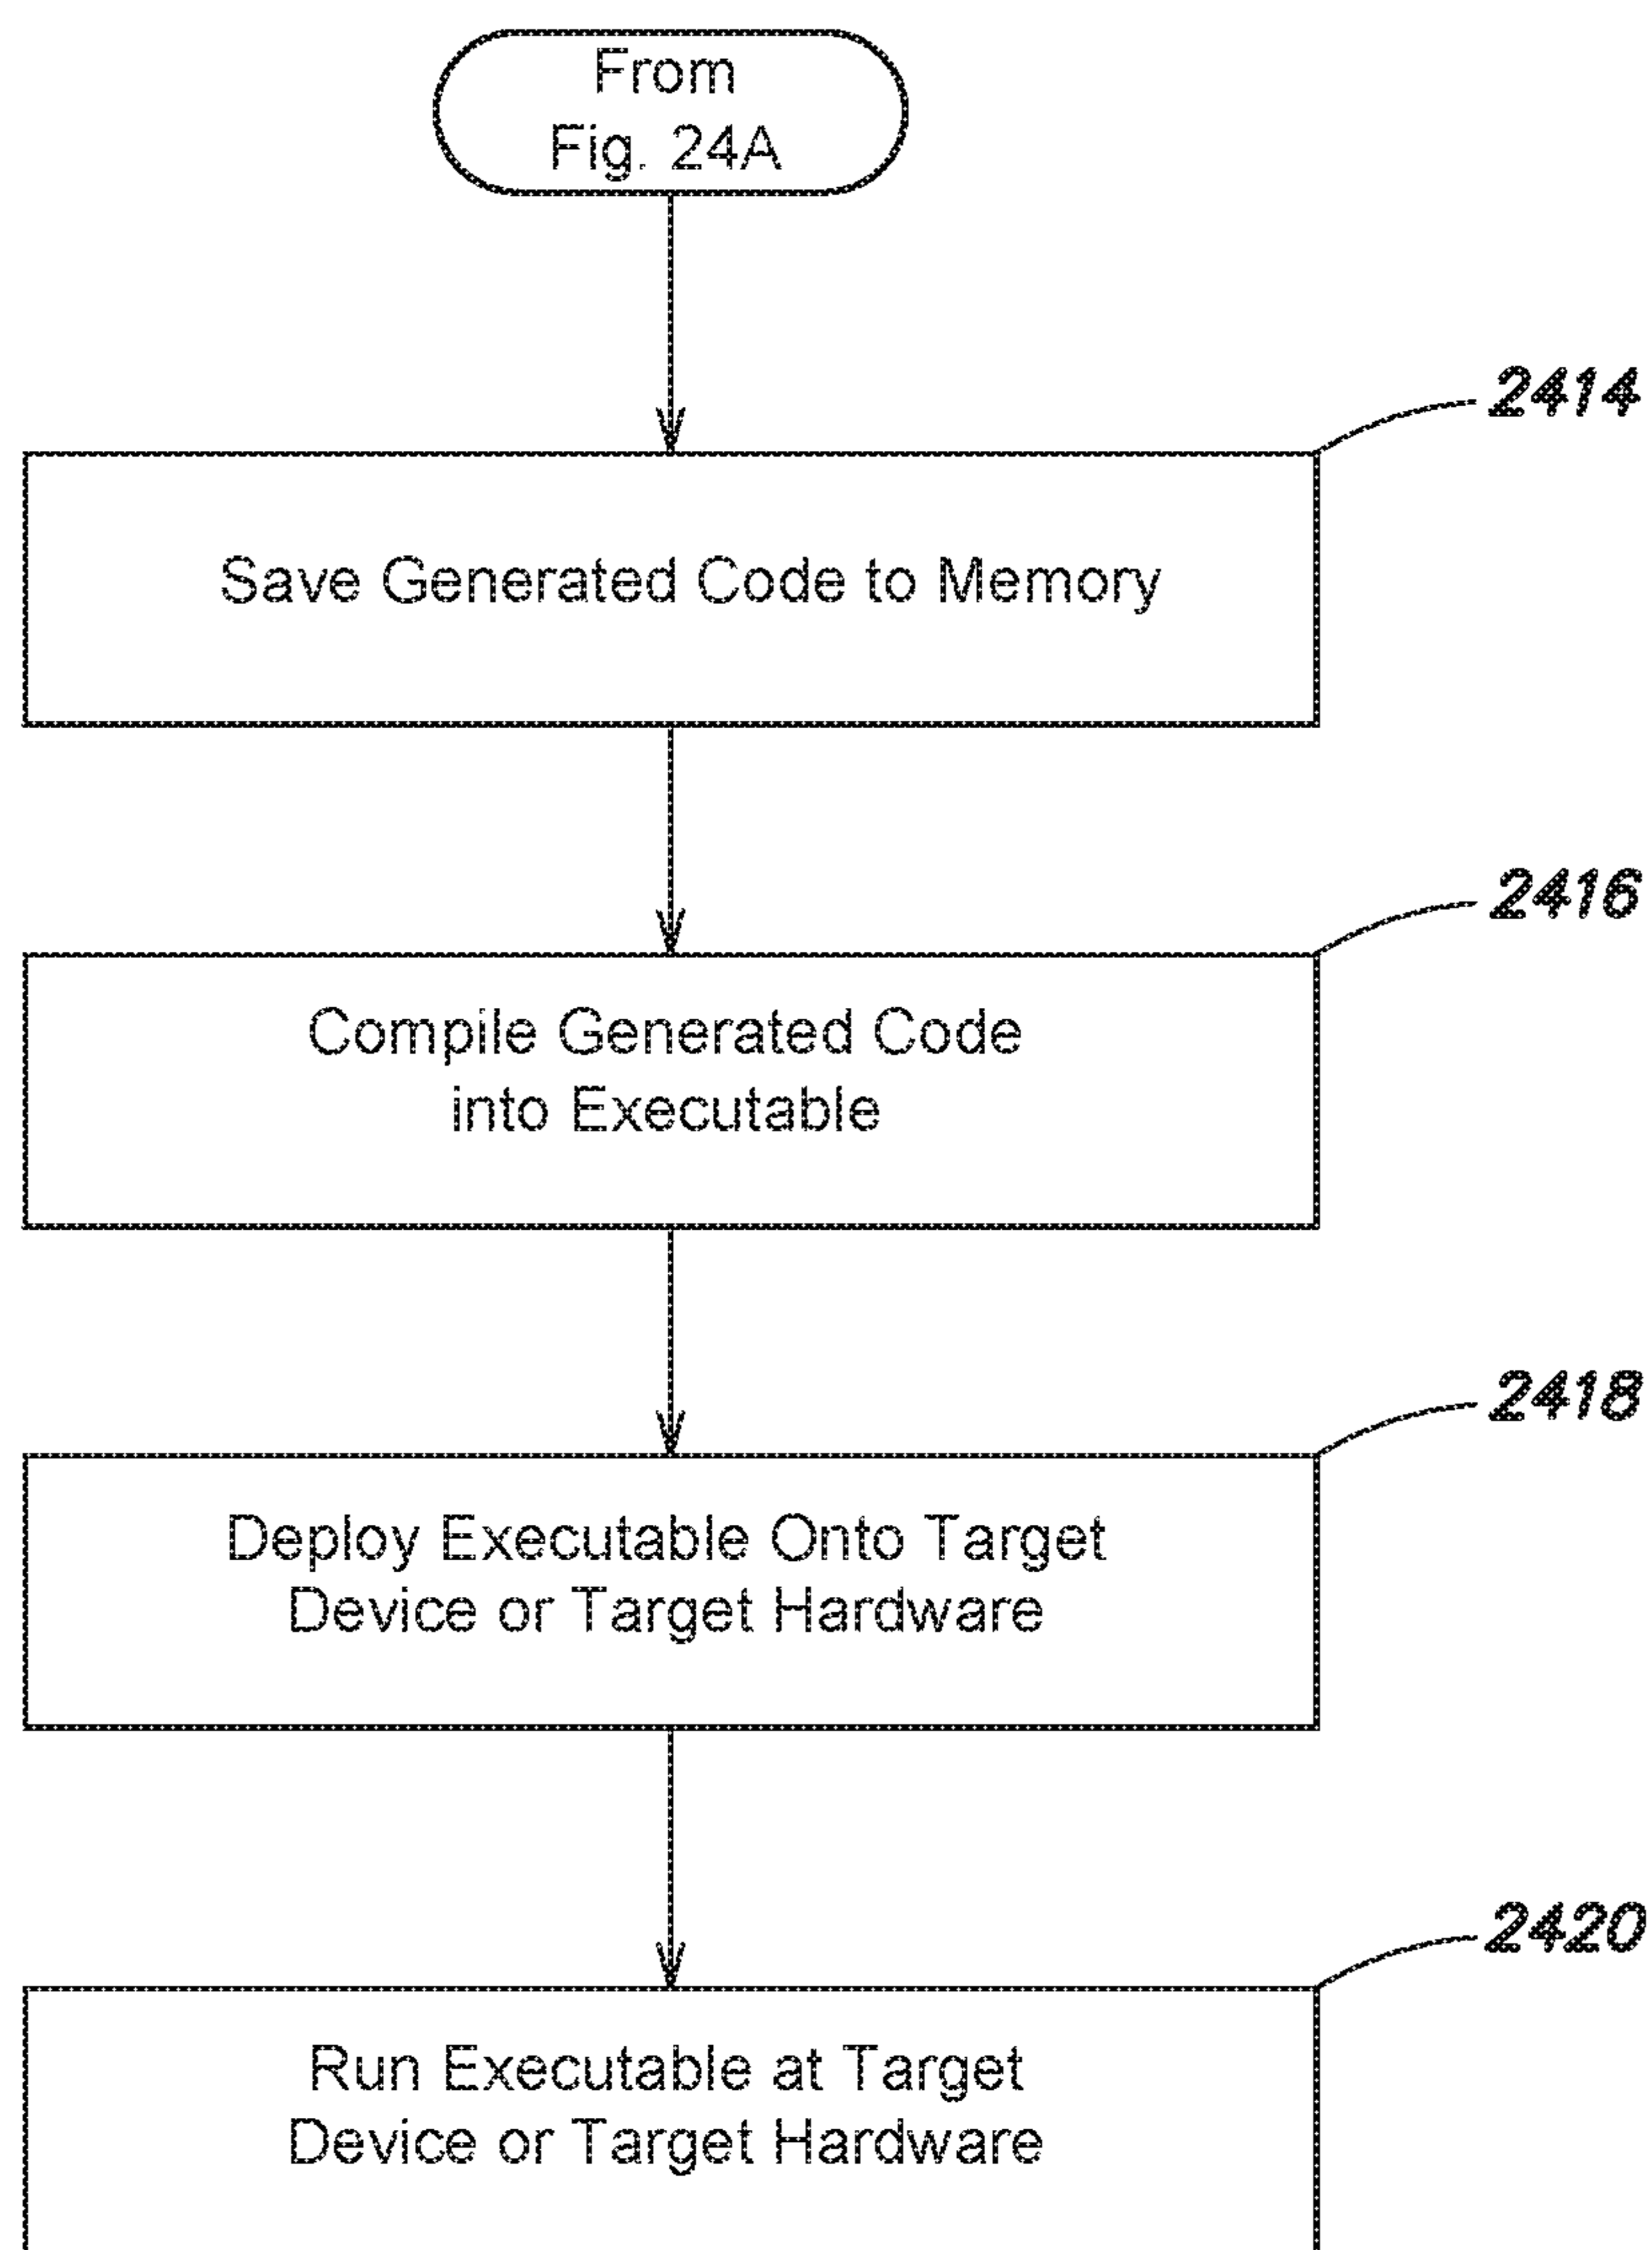 From
Fig. 24A
2414
Save Generated Code to Memory
2416
Compile Generated Code
into Executable
2418
Deploy Executable Onto Target
Device or Target Hardware
2420
Run Executable at Target
Device or Target Hardware